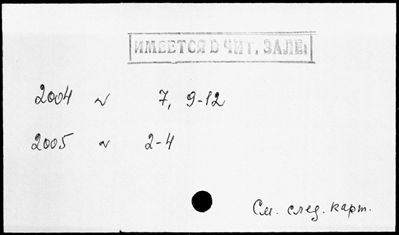 ИМЕЕТСЯ В ЧИТ. ЗАЛЕ.
2004 № 7, 9-12
2005 № 2-4
См. след. карт.